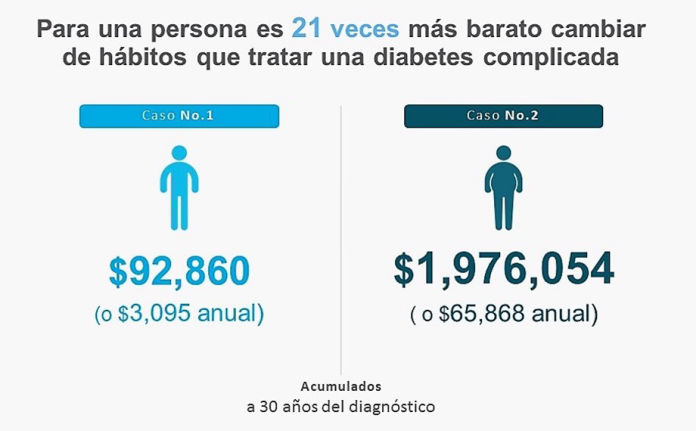 Para una persona es 21 veces más barato cambiar
de hábitos que tratar una diabetes complicada
Caso No.1
$92,860
(o $3,095 anual)
Caso No.2
$1,976,054
( o $65,868 anual)
Acumulados
a 30 años del diagnóstico